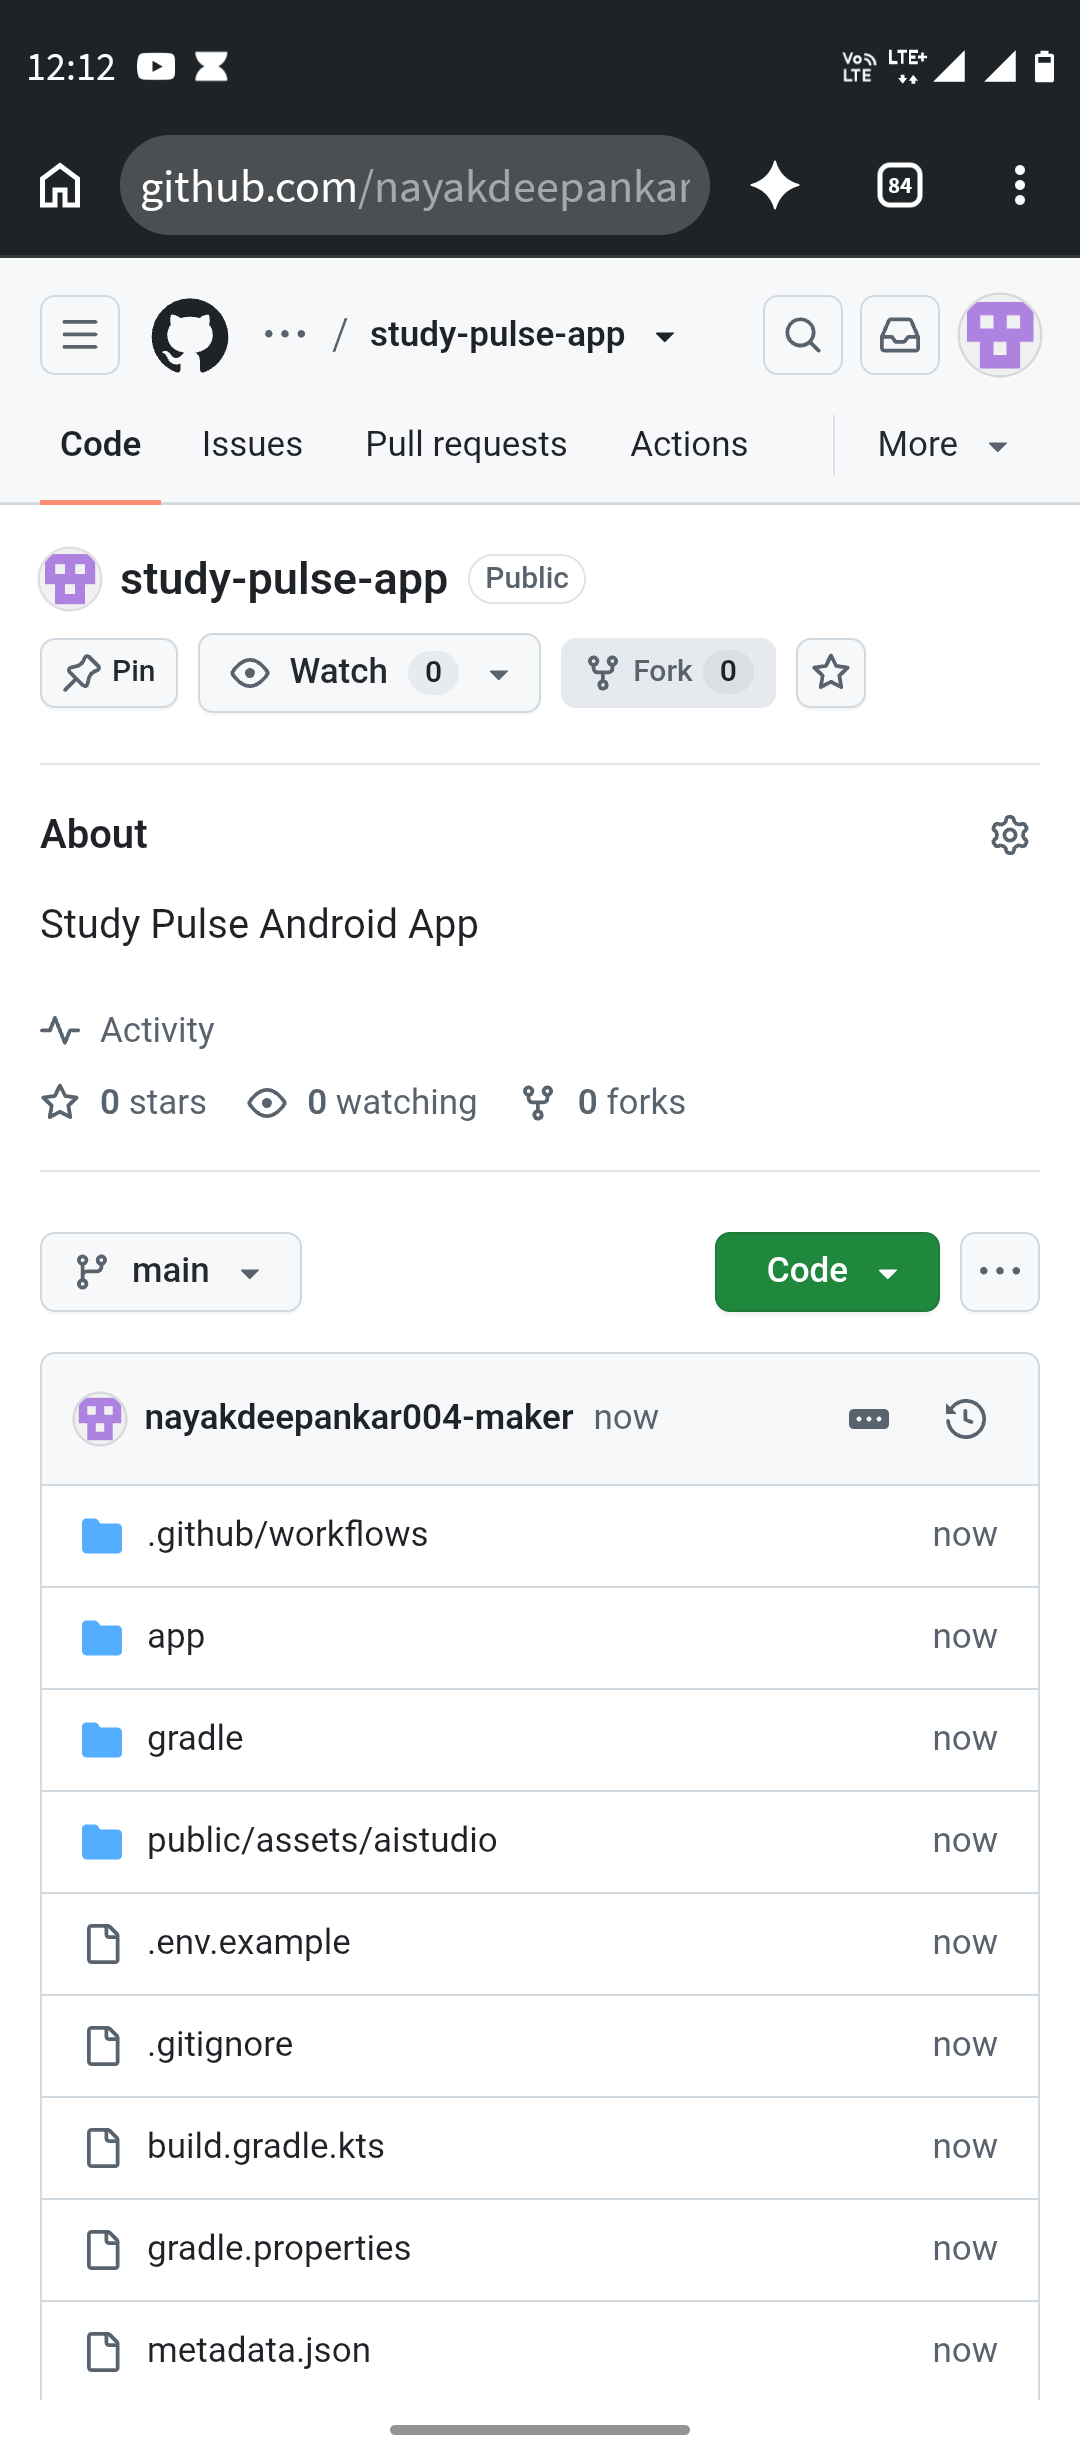 12:12 Vo LTE LTE+
github.com/nayakdeepankar 84
/ study-pulse-app
Code Issues Pull requests Actions More
study-pulse-app Public
Pin Watch 0 Fork 0
About
Study Pulse Android App
Activity
0 stars 0 watching 0 forks
main Code
nayakdeepankar004-maker now
.github/workflows now
app now
gradle now
public/assets/aistudio now
.env.example now
.gitignore now
build.gradle.kts now
gradle.properties now
metadata.json now